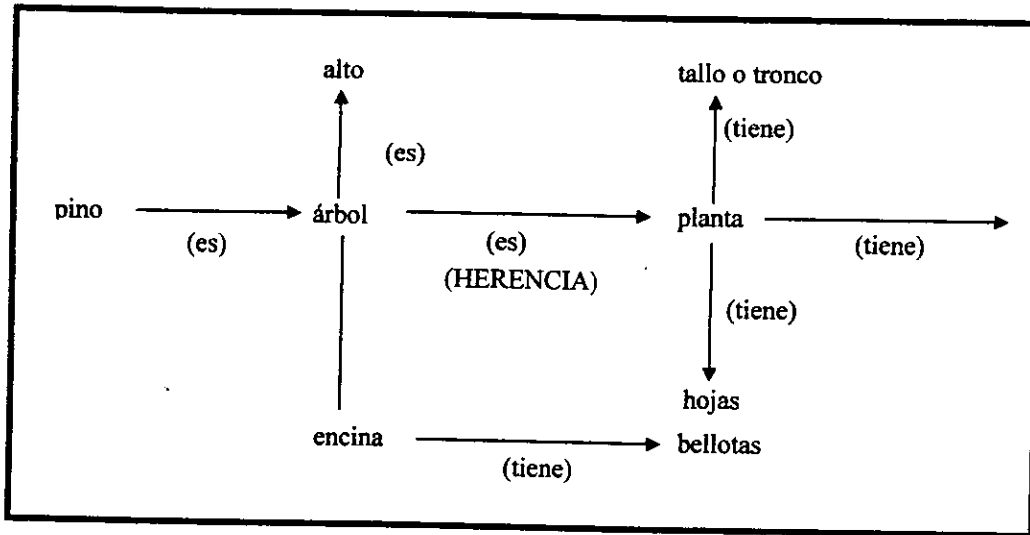 alto
tallo o tronco
(tiene)
(es)
pino
árbol
planta
(es)
(es)
(tiene)
(HERENCIA)
(tiene)
hojas
encina
bellotas
(tiene)